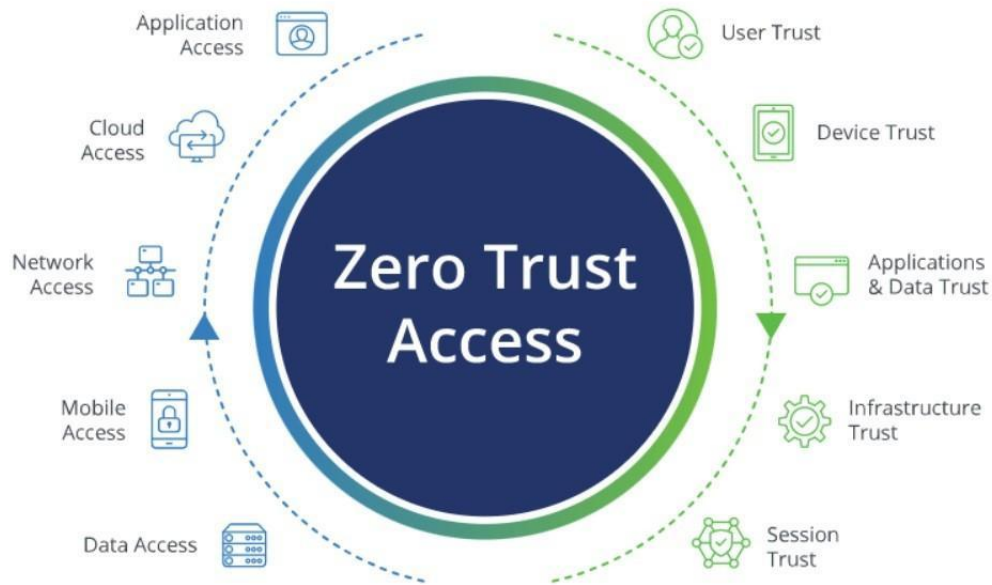 Application
Access
Cloud
Access
Network
Access
Mobile
Access
Data Access
Zero Trust
Access
User Trust
Device Trust
Applications
& Data Trust
Infrastructure
Trust
Session
Trust